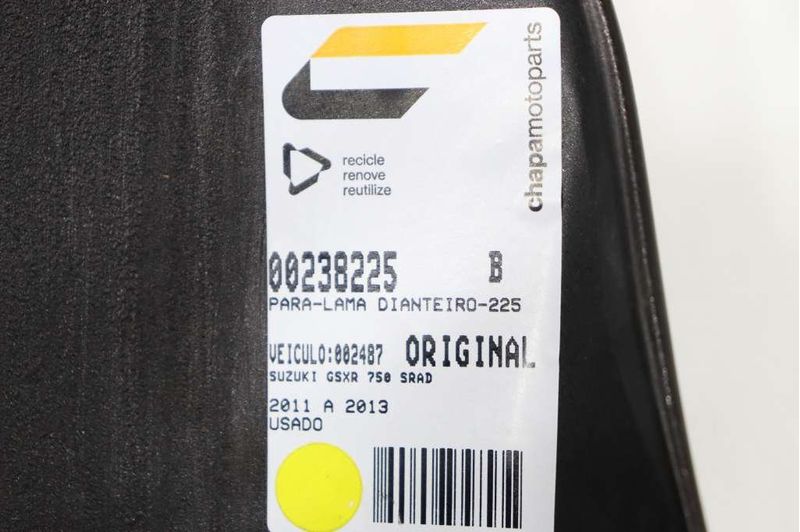 chapamotoparts
recicle
renove
reutilize
00238225 B
PARA-LAMA DIANTEIRO-225
VEICULO:002487 ORIGINAL
SUZUKI GSXR 750 SRAD
2011 A 2013
USADO